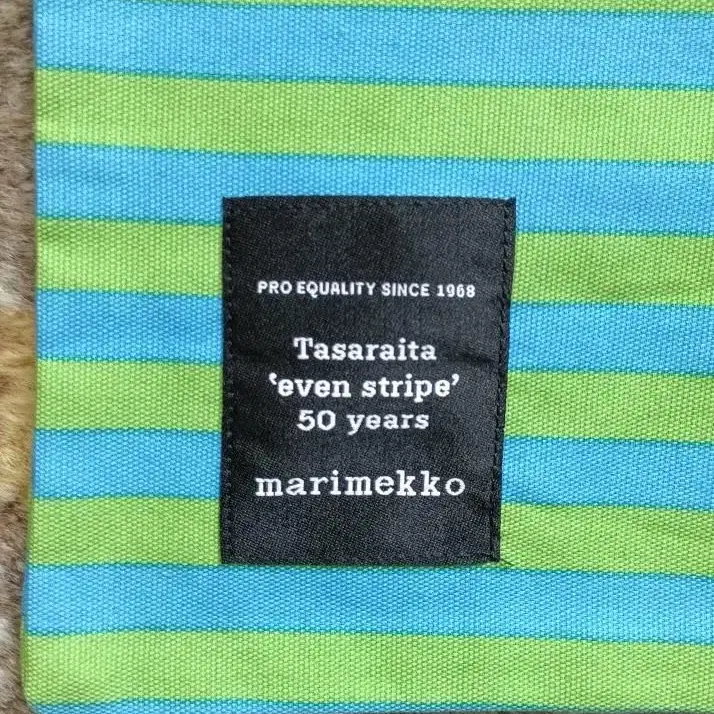 PRO EQUALITY SINCE 1968
Tasaraita
‘even stripe’
50 years
marimekko